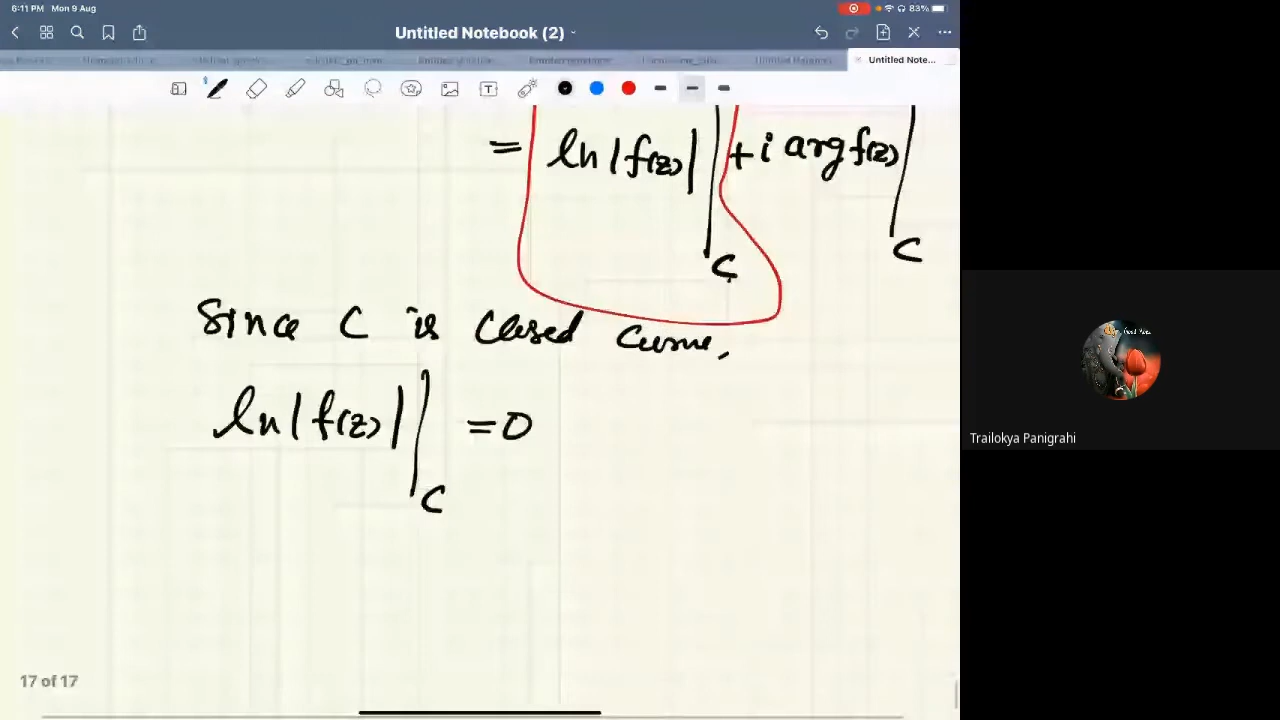 6:11 PM Mon 9 Aug
83%
Untitled Notebook (2)
Untitled Note...
= ln |f(z)| | + i arg f(z) |
C
C
Since C is closed curve,
ln |f(z)| | = 0
C
Trailokya Panigrahi
17 of 17